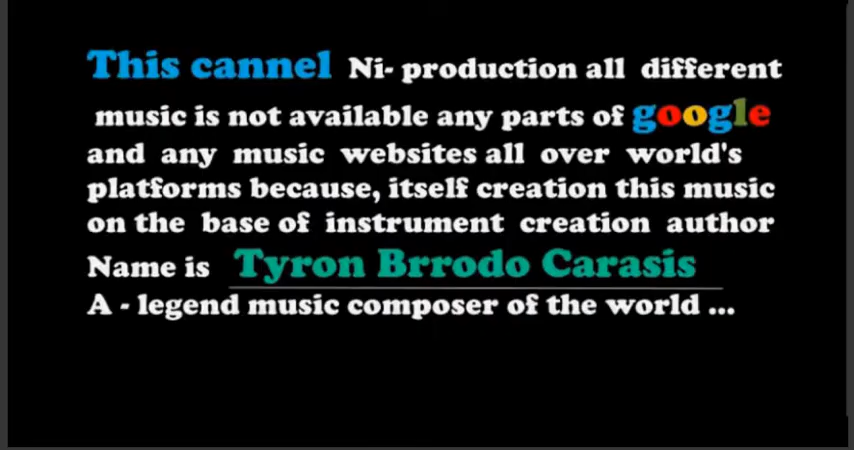 This cannel Ni- production all different
music is not available any parts of google
and any music websites all over world's
platforms because, itself creation this music
on the base of instrument creation author
Name is Tyron Brrodo Carasis
A - legend music composer of the world ...